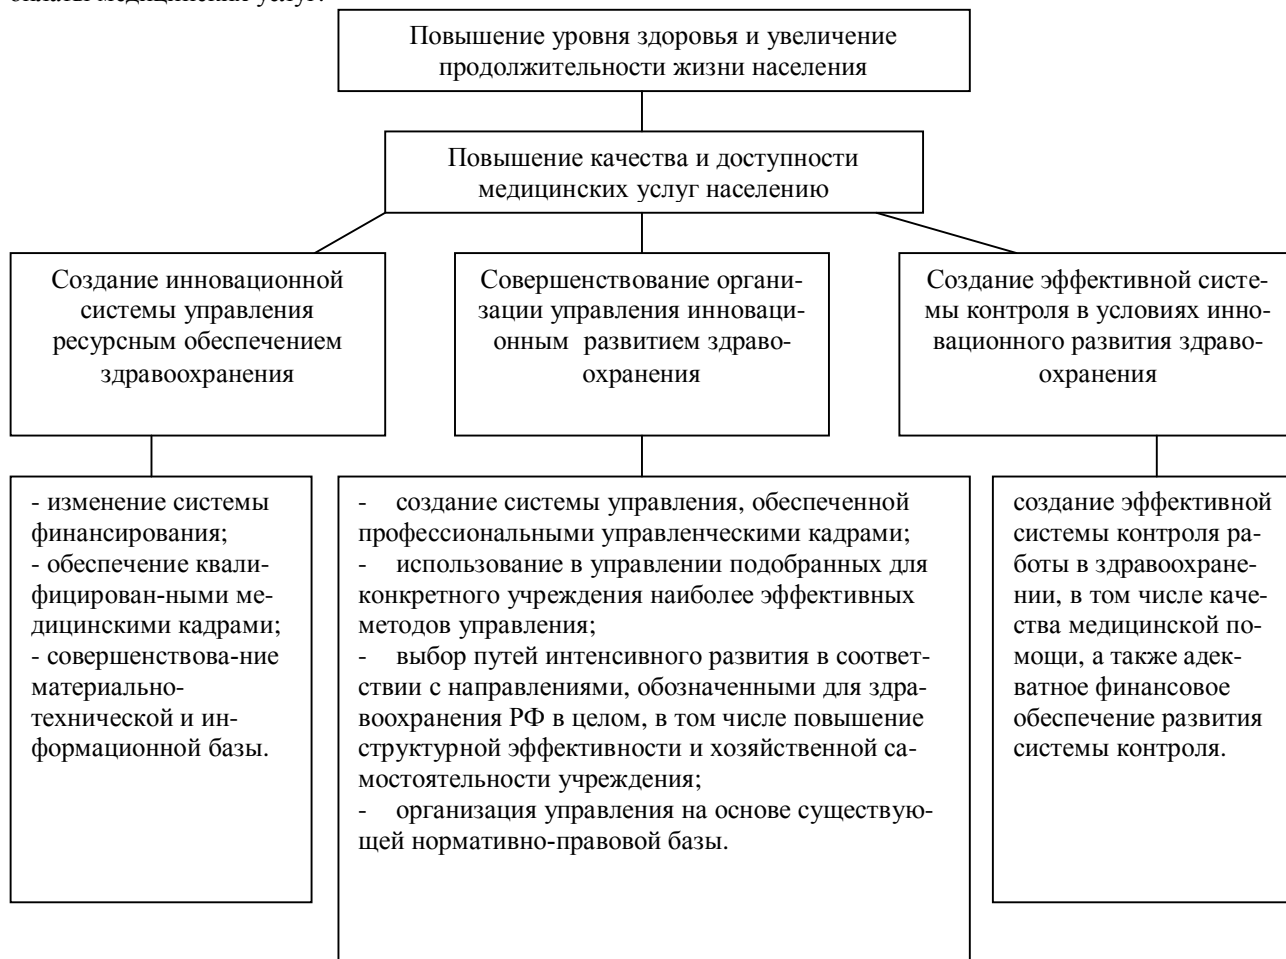 оплаты медицинских услуг.
Повышение уровня здоровья и увеличение
продолжительности жизни населения
Повышение качества и доступности
медицинских услуг населению
Создание инновационной
системы управления
ресурсным обеспечением
здравоохранения
Совершенствование органи-
зации управления инноваци-
онным развитием здраво-
охранения
Создание эффективной систе-
мы контроля в условиях инно-
вационного развития здраво-
охранения
- изменение системы
финансирования;
- обеспечение квали-
фицирован-ными ме-
дицинскими кадрами;
- совершенствова-ние
материально-
технической и ин-
формационной базы.
- создание системы управления, обеспеченной
профессиональными управленческими кадрами;
- использование в управлении подобранных для
конкретного учреждения наиболее эффективных
методов управления;
- выбор путей интенсивного развития в соответ-
ствии с направлениями, обозначенными для здра-
воохранения РФ в целом, в том числе повышение
структурной эффективности и хозяйственной са-
мостоятельности учреждения;
- организация управления на основе существую-
щей нормативно-правовой базы.
создание эффективной
системы контроля ра-
боты в здравоохране-
нии, в том числе каче-
ства медицинской по-
мощи, а также адек-
ватное финансовое
обеспечение развития
системы контроля.